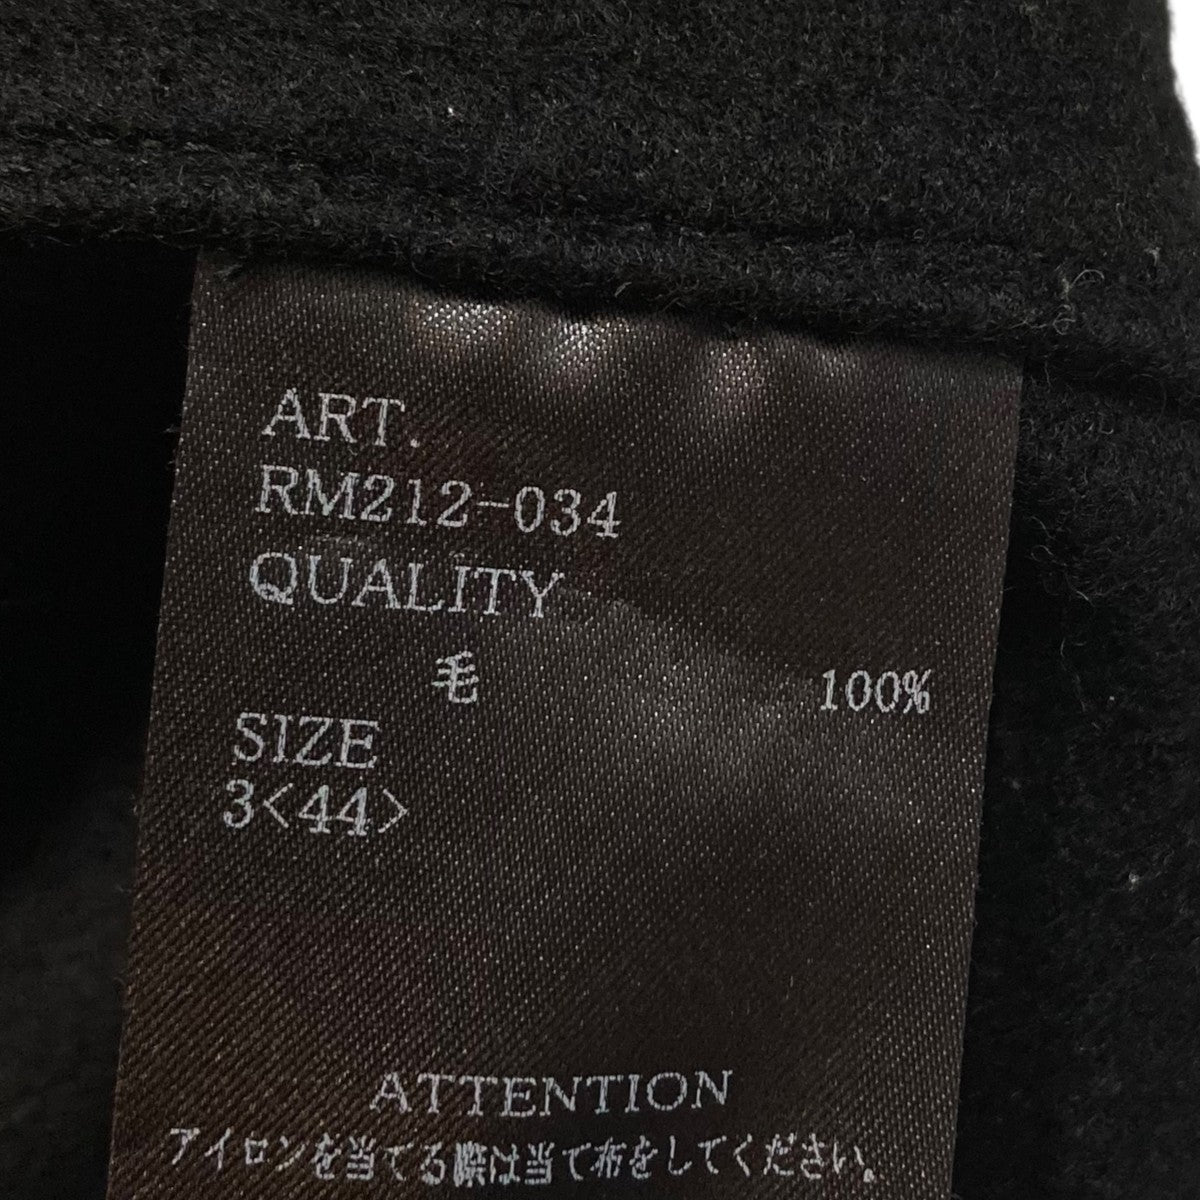 ART.
RM212-034
QUALITY
毛 100%
SIZE
3<44>
ATTENTION
アイロンを当てる際は当て布をしてください。